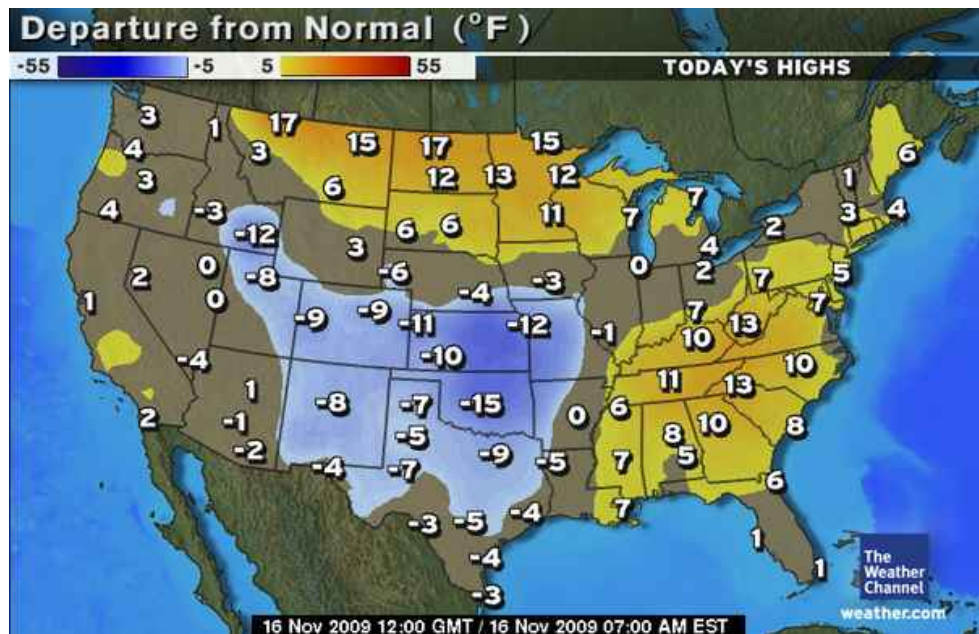 Departure from Normal (°F)
-55 -5 5 55 TODAY'S HIGHS
3 1 17 15 17 15
4 3 12 13 12 6
3 6 7 1
4 -3 6 6 11 7 3 4
-12 3 4 2
0 -8 -6 -3 0 2 7 5
2 -4
1 0 -9 -9 -11 -12 -1 7 13 7
-4 -10 10
1 11 13 10
-8 -7 -15 0 6
2 -1 -5 8 10 8
-2 -4 -7 -9 -5 7 5
6
-3 -5 -4 7
-4 1
-3 1
The
Weather
Channel
weather.com
16 Nov 2009 12:00 GMT / 16 Nov 2009 07:00 AM EST